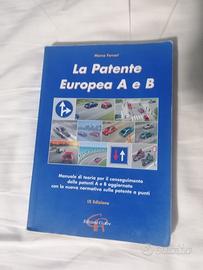 Marco Ferrari
La Patente
Europea A e B
Manuale di teoria per il conseguimento
delle patenti A e B aggiornato
con la nuova normativa sulla patente a punti
IX Edizione